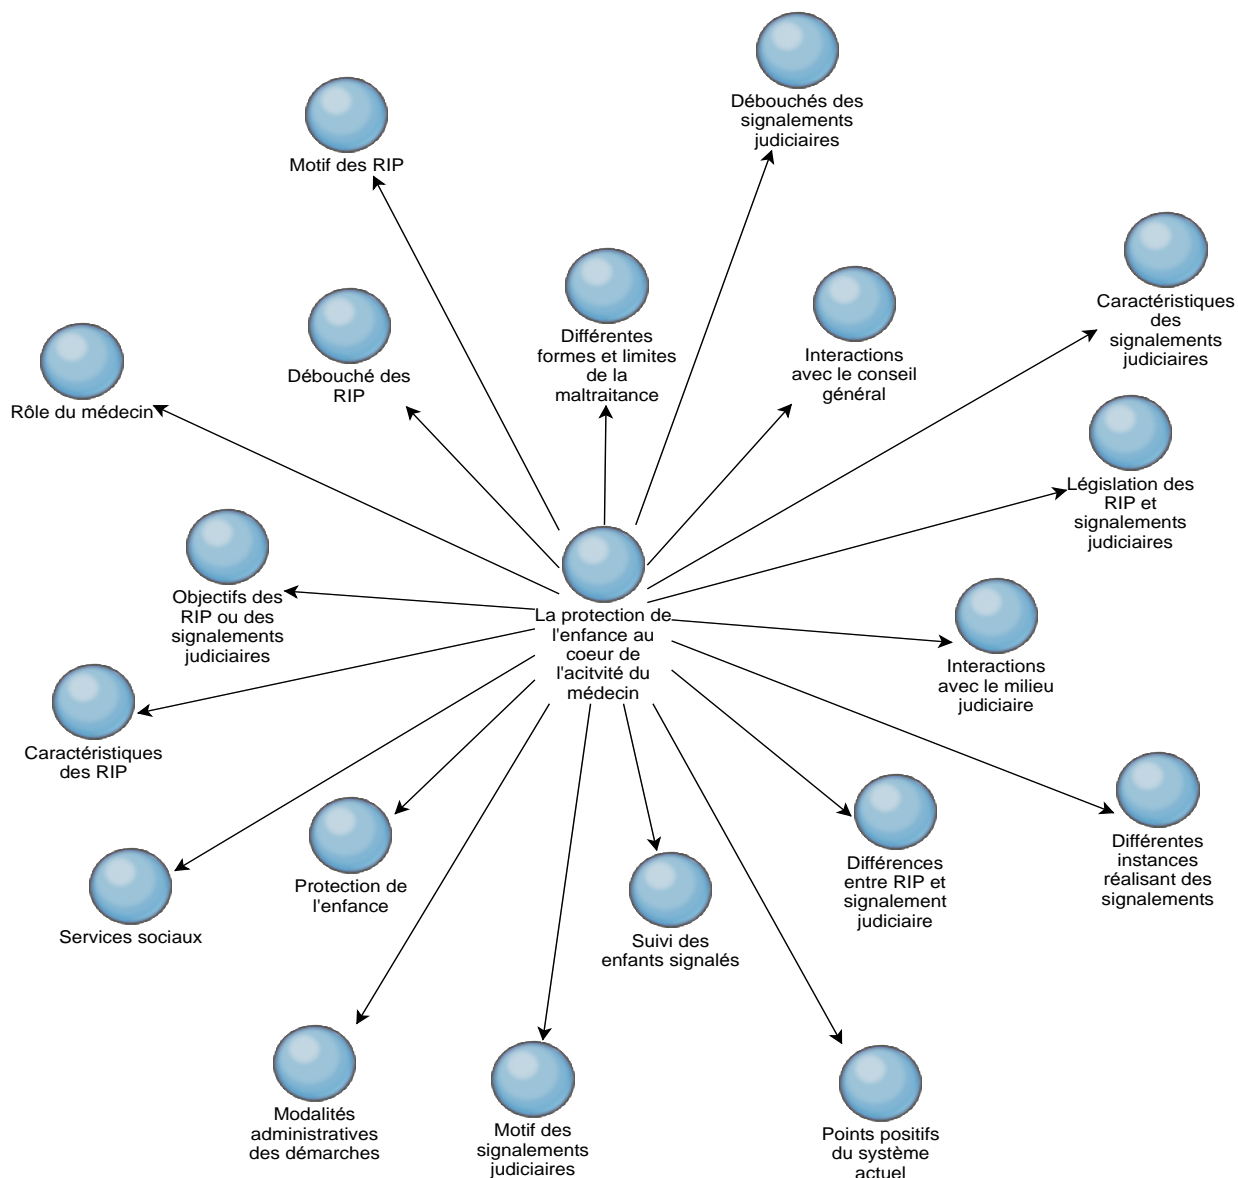 Débouchés des
signalements
judiciaires
Motif des RIP
Caractéristiques
des
signalements
judiciaires
Différentes
formes et limites
de la
maltraitance
Interactions
avec le conseil
général
Débouché des
RIP
Rôle du médecin
Législation des
RIP et
signalements
judiciaires
Objectifs des
RIP ou des
signalements
judiciaires
La protection de
l'enfance au
coeur de
l'acitvité du
médecin
Interactions
avec le milieu
judiciaire
Caractéristiques
des RIP
Différentes
instances
réalisant des
signalements
Différences
entre RIP et
signalement
judiciaire
Protection de
l'enfance
Services sociaux
Suivi des
enfants signalés
Modalités
administratives
des démarches
Motif des
signalements
judiciaires
Points positifs
du système
actuel